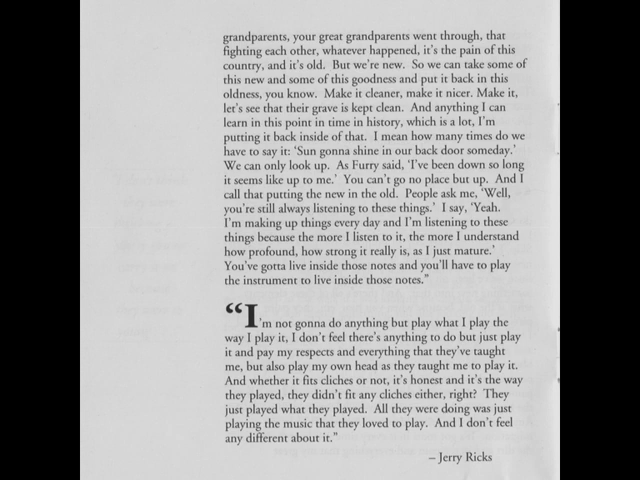 grandparents, your great grandparents went through, that
fighting each other, whatever happened, it's the pain of this
country, and it's old.  But we're new.  So we can take some of
this new and some of this goodness and put it back in this
oldness, you know.  Make it cleaner, make it nicer. Make it,
let's see that their grave is kept clean.  And anything I can
learn in this point in time in history, which is a lot, I'm
putting it back inside of that.  I mean how many times do we
have to say it: 'Sun gonna shine in our back door someday.'
We can only look up.  As Furry said, 'I've been down so long
it seems like up to me.'  You can't go no place but up.  And I
call that putting the new in the old.  People ask me, 'Well,
you're still always listening to these things.'  I say, 'Yeah.
I'm making up things every day and I'm listening to these
things because the more I listen to it, the more I understand
how profound, how strong it really is, as I just mature.'
You've gotta live inside those notes and you'll have to play
the instrument to live inside those notes."
"I'm not gonna do anything but play what I play the
way I play it, I don't feel there's anything to do but just play
it and pay my respects and everything that they've taught
me, but also play my own head as they taught me to play it.
And whether it fits cliches or not, it's honest and it's the way
they played, they didn't fit any cliches either, right?  They
just played what they played.  All they were doing was just
playing the music that they loved to play.  And I don't feel
any different about it."
– Jerry Ricks